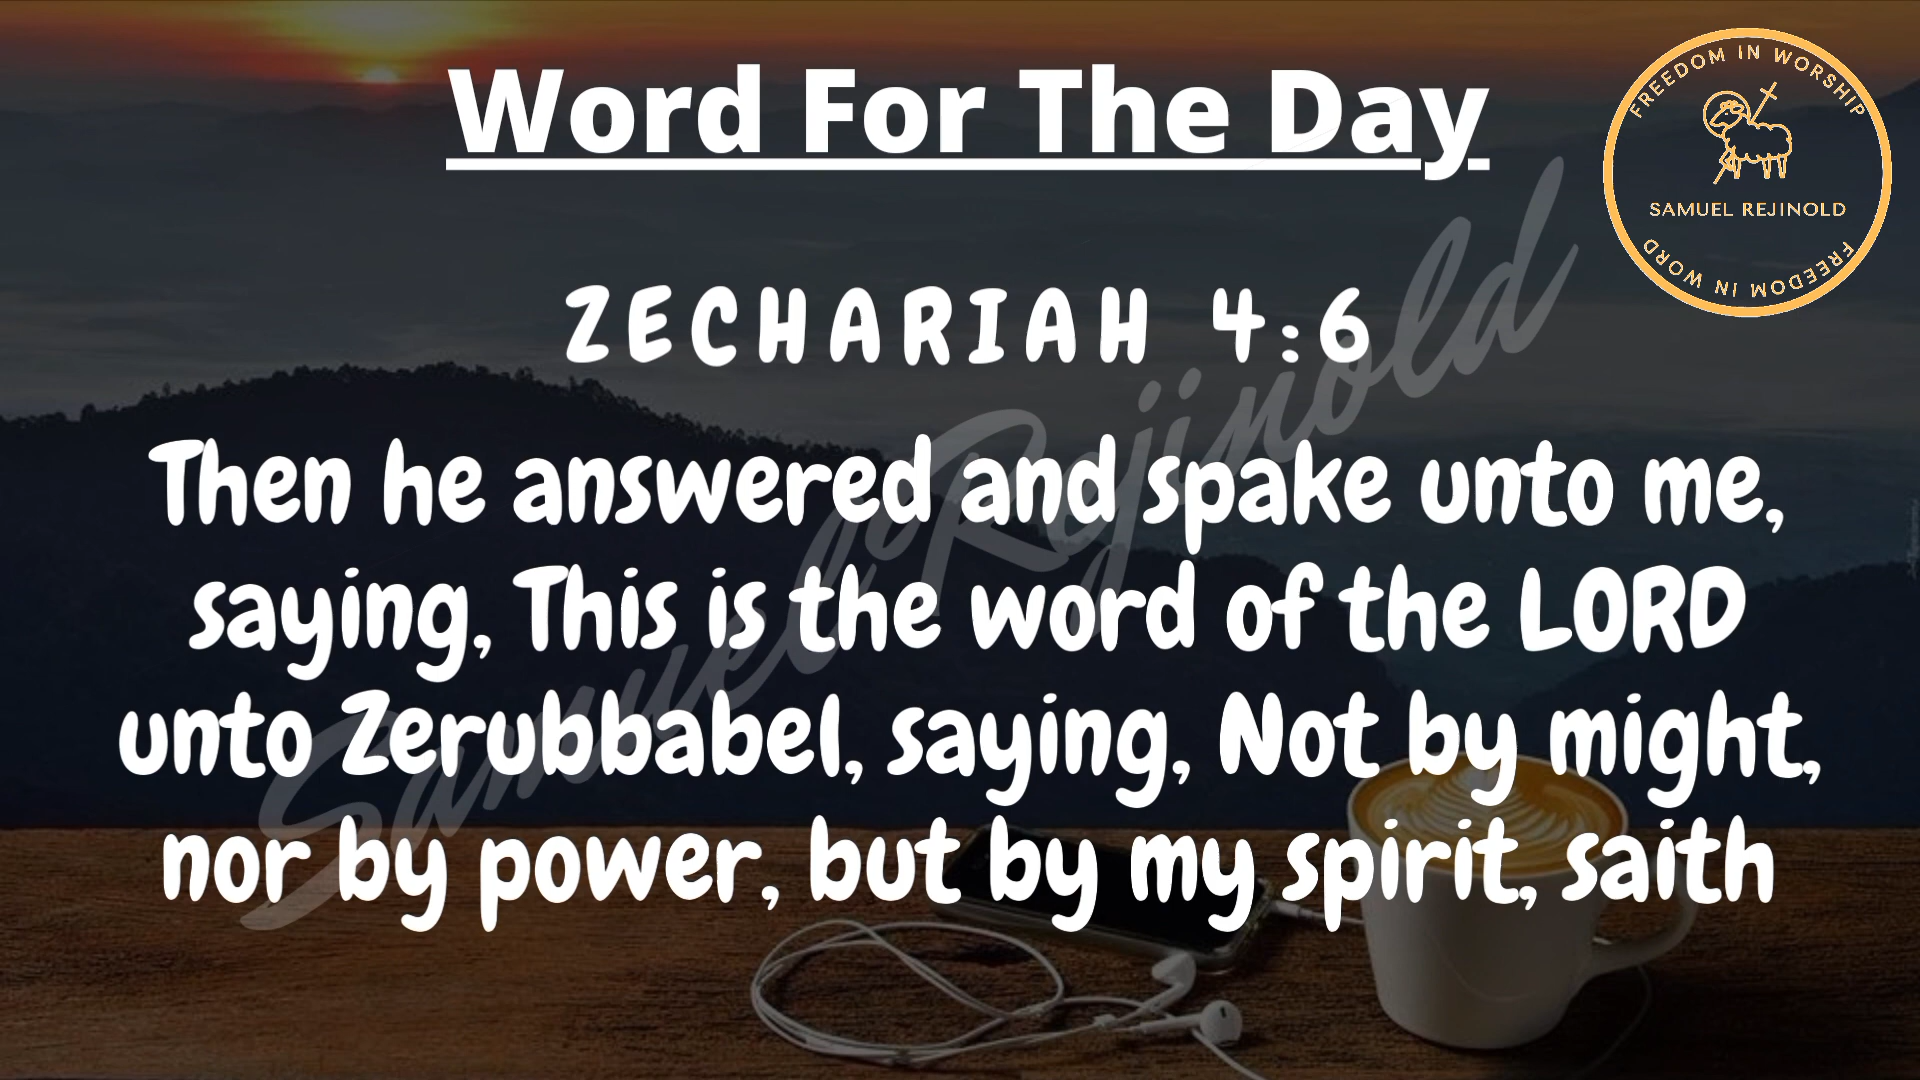 Word For The Day
FREEDOM IN WORSHIP
SAMUEL REJINOLD
FREEDOM IN WORD
ZECHARIAH 4:6
Then he answered and spake unto me,
saying, This is the word of the LORD
unto Zerubbabel, saying, Not by might,
nor by power, but by my spirit, saith
Samuel Rejinold